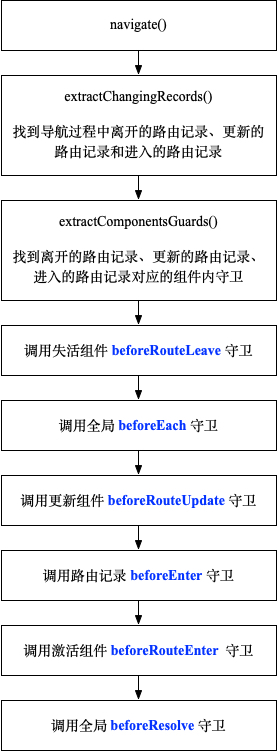 navigate()
extractChangingRecords()
找到导航过程中离开的路由记录、更新的
路由记录和进入的路由记录
extractComponentsGuards()
找到离开的路由记录、更新的路由记录、
进入的路由记录对应的组件内守卫
调用失活组件 beforeRouteLeave 守卫
调用全局 beforeEach 守卫
调用更新组件 beforeRouteUpdate 守卫
调用路由记录 beforeEnter 守卫
调用激活组件 beforeRouteEnter 守卫
调用全局 beforeResolve 守卫